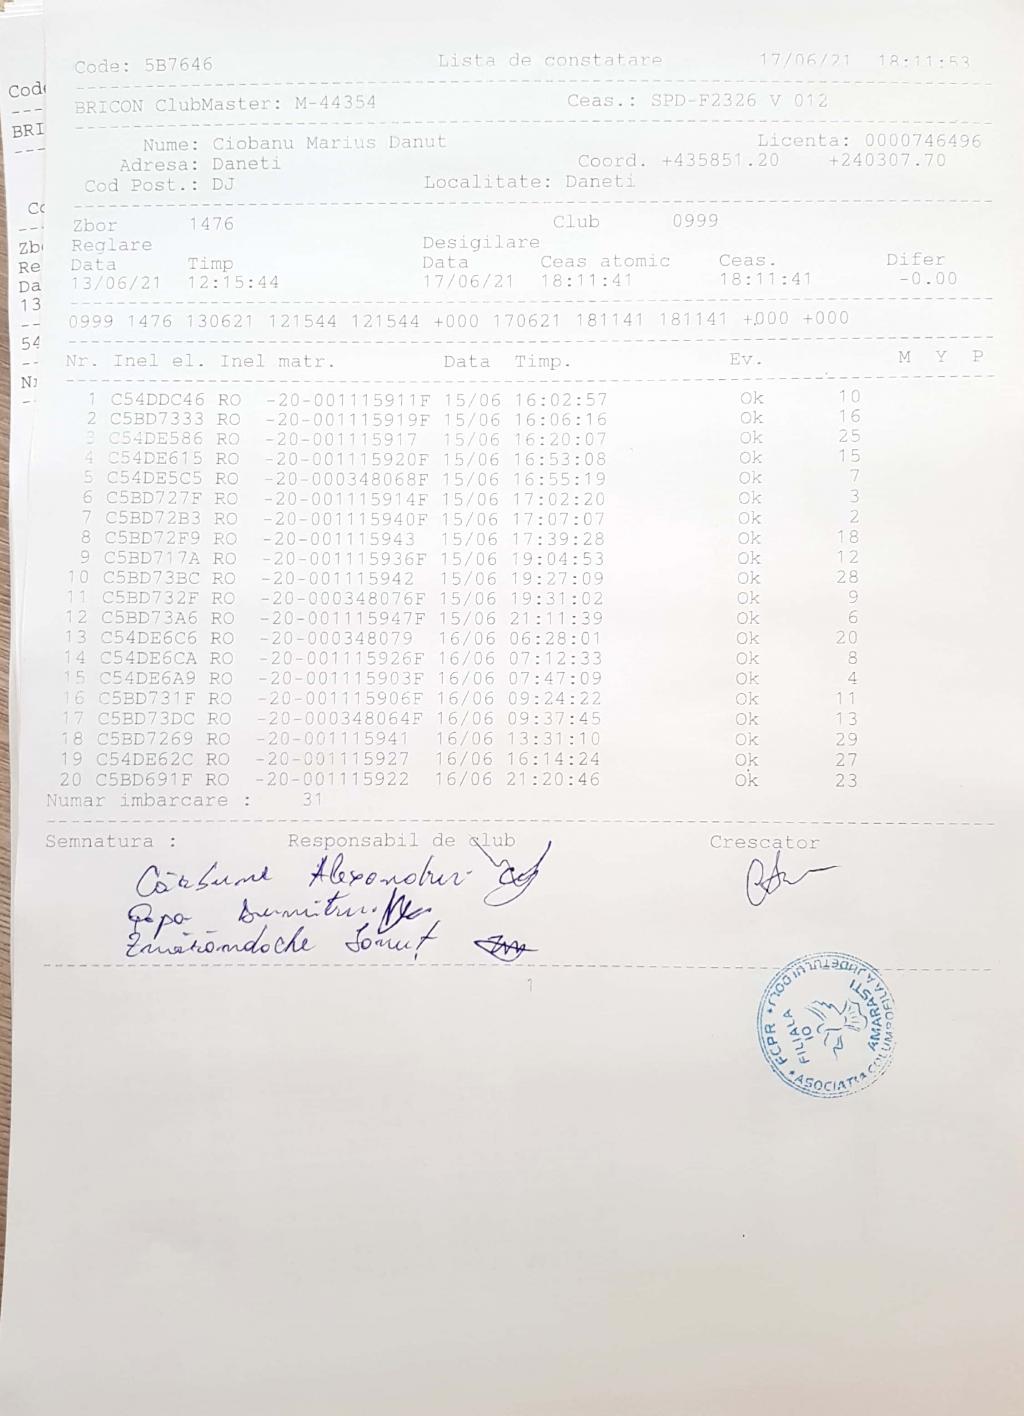 Code: 5B7646 Lista de constatare 17/06/21 18:11:53
BRICON ClubMaster: M-44354 Ceas.: SPD-F2326 V 012
Nume: Ciobanu Marius Danut Licenta: 0000746496
Adresa: Daneti Coord. +435851.20 +240307.70
Cod Post.: DJ Localitate: Daneti
Zbor 1476 Club 0999
Reglare Desigilare
Data Timp Data Ceas atomic Ceas. Difer
13/06/21 12:15:44 17/06/21 18:11:41 18:11:41 -0.00
0999 1476 130621 121544 121544 +000 170621 181141 181141 +000 +000
Nr. Inel el. Inel matr. Data Timp. Ev. M Y P
1 C54DDC46 RO -20-001115911F 15/06 16:02:57 Ok 10
2 C5BD7333 RO -20-001115919F 15/06 16:06:16 Ok 16
3 C54DE586 RO -20-001115917 15/06 16:20:07 Ok 25
4 C54DE615 RO -20-001115920F 15/06 16:53:08 Ok 15
5 C54DE5C5 RO -20-000348068F 15/06 16:55:19 Ok 7
6 C5BD727F RO -20-001115914F 15/06 17:02:20 Ok 3
7 C5BD72B3 RO -20-001115940F 15/06 17:07:07 Ok 2
8 C5BD72F9 RO -20-001115943 15/06 17:39:28 Ok 18
9 C5BD717A RO -20-001115936F 15/06 19:04:53 Ok 12
10 C5BD73BC RO -20-001115942 15/06 19:27:09 Ok 28
11 C5BD732F RO -20-000348076F 15/06 19:31:02 Ok 9
12 C5BD73A6 RO -20-001115947F 15/06 21:11:39 Ok 6
13 C54DE6C6 RO -20-000348079 16/06 06:28:01 Ok 20
14 C54DE6CA RO -20-001115926F 16/06 07:12:33 Ok 8
15 C54DE6A9 RO -20-001115903F 16/06 07:47:09 Ok 4
16 C5BD731F RO -20-001115906F 16/06 09:24:22 Ok 11
17 C5BD73DC RO -20-000348064F 16/06 09:37:45 Ok 13
18 C5BD7269 RO -20-001115941 16/06 13:31:10 Ok 29
19 C54DE62C RO -20-001115927 16/06 16:14:24 Ok 27
20 C5BD691F RO -20-001115922 16/06 21:20:46 Ok 23
Numar imbarcare : 31
Semnatura : Responsabil de club Crescator
Cărbune Alexandru
Popa Dumitru
Zmărăndache Ionuț
1
FCPR * ASOCIATIA COLUMBOFILA A JUDETULUI DOLJ *
FILIALA
10
AMARASTI